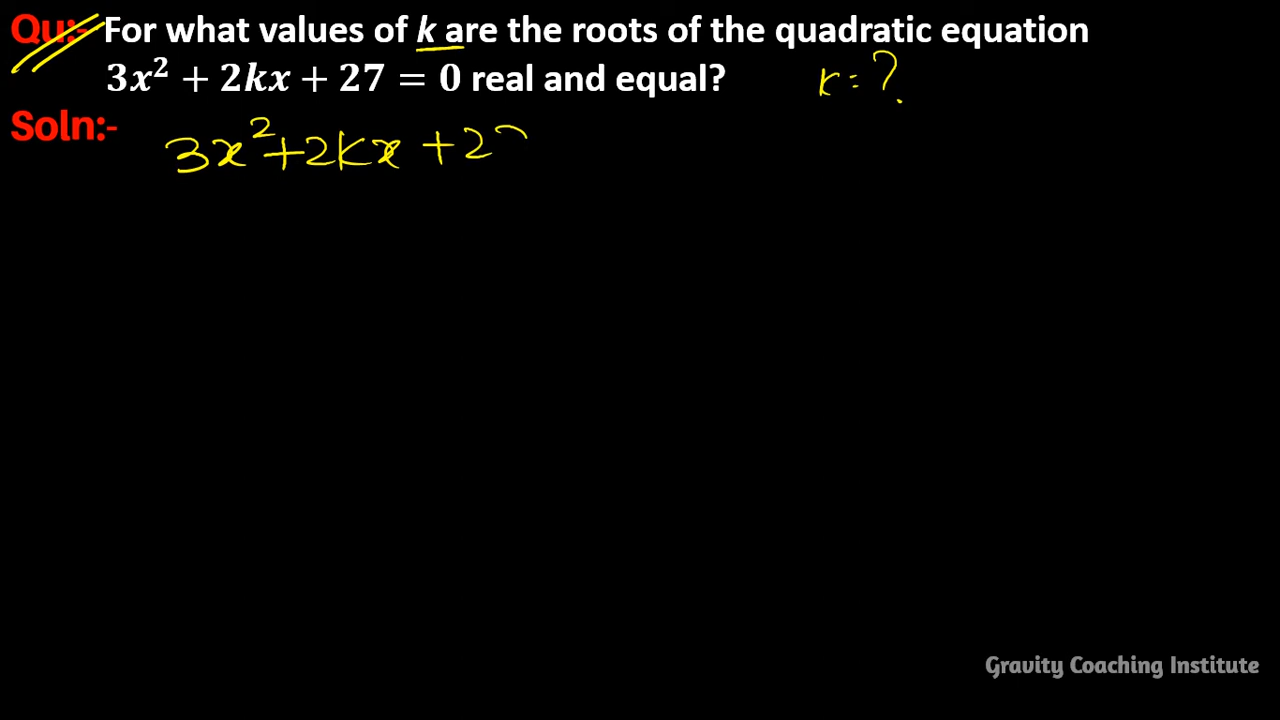 Qu:- For what values of k are the roots of the quadratic equation
3x² + 2kx + 27 = 0 real and equal? k = ?
Soln:- 3x² + 2kx + 2
Gravity Coaching Institute